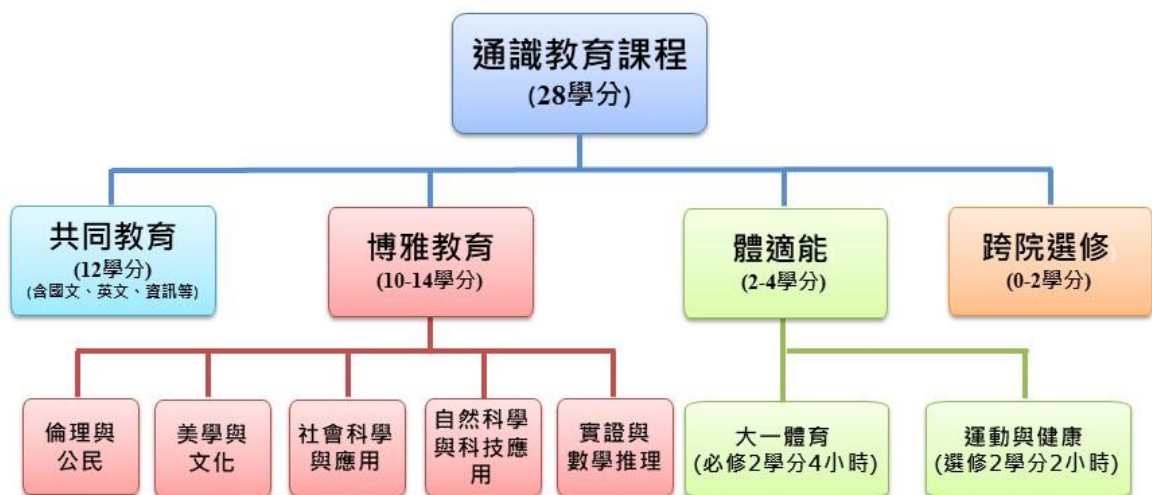 通識教育課程
(28學分)
共同教育
(12學分)
(含國文、英文、資訊等)
博雅教育
(10-14學分)
體適能
(2-4學分)
跨院選修)
(0-2學分)
倫理與
公民
美學與
文化
社會科學
與應用
自然科學
與科技應
用
實證與
數學推理
大一體育
(必修2學分4小時)
運動與健康
(選修2學分2小時)